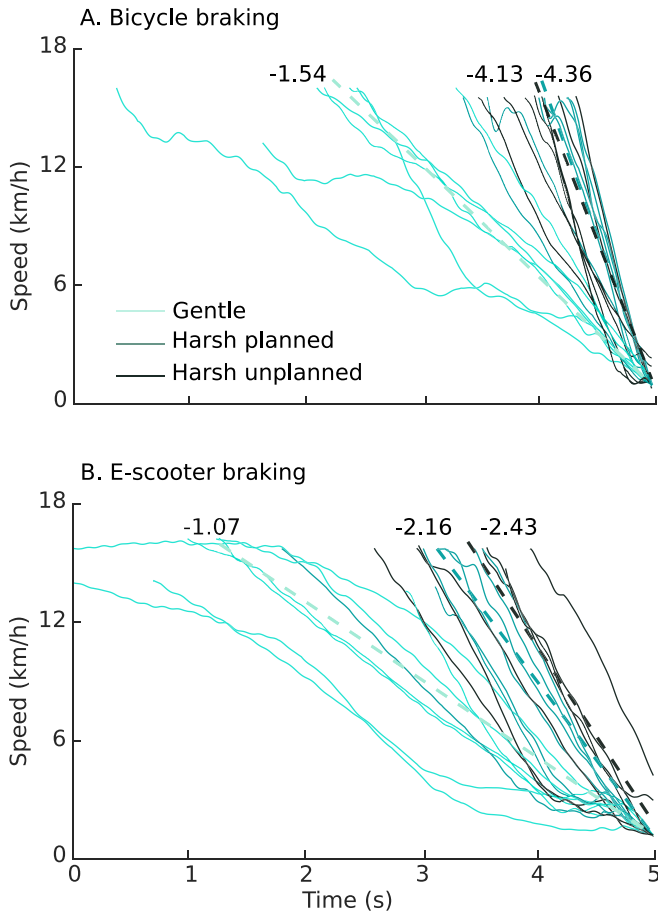 A. Bicycle braking
18
-1.54
-4.13
-4.36
12
Speed (km/h)
6
Gentle
Harsh planned
Harsh unplanned
0
5
B. E-scooter braking
18
-1.07
-2.16
-2.43
12
Speed (km/h)
6
0
0
1
2
3
4
5
Time (s)